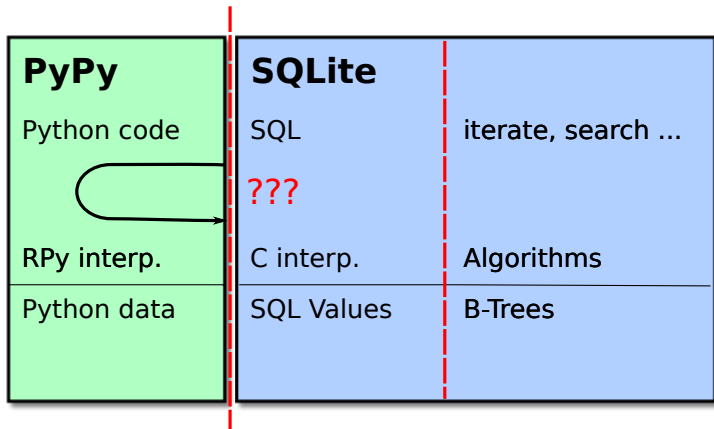 PyPy
Python code
RPy interp.
Python data
SQLite
SQL
iterate, search ...
???
C interp.
Algorithms
SQL Values
B-Trees